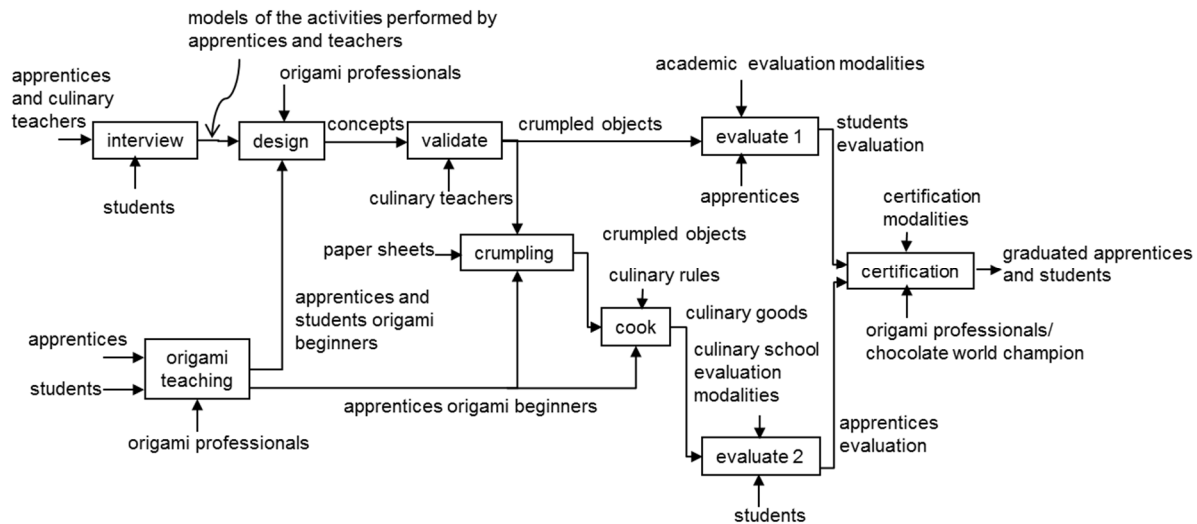 models of the activities performed by
apprentices and teachers
apprentices
and culinary
teachers
origami professionals
academic evaluation modalities
interview
design
concepts
validate
crumpled objects
evaluate 1
students
evaluation
students
culinary teachers
apprentices
certification
modalities
paper sheets
crumpling
crumpled objects
certification
graduated apprentices
and students
culinary rules
apprentices and
students origami
beginners
cook
culinary goods
origami professionals/
chocolate world champion
apprentices
students
origami
teaching
culinary school
evaluation
modalities
apprentices origami beginners
origami professionals
apprentices
evaluation
evaluate 2
students